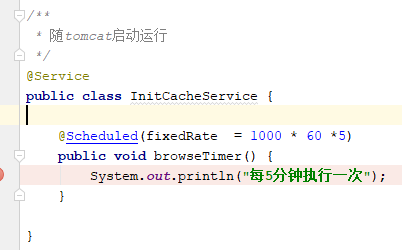 /**
 * 随tomcat启动运行
 */
@Service
public class InitCacheService {
@Scheduled(fixedRate  = 1000 * 60 *5)
public void browseTimer() {
System.out.println("每5分钟执行一次");
}
}